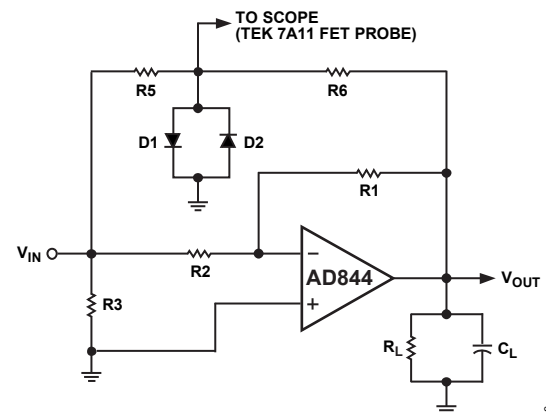 TO SCOPE
(TEK 7A11 FET PROBE)
R5
R6
D1
D2
R1
VIN
R2
AD844
VOUT
R3
RL
CL